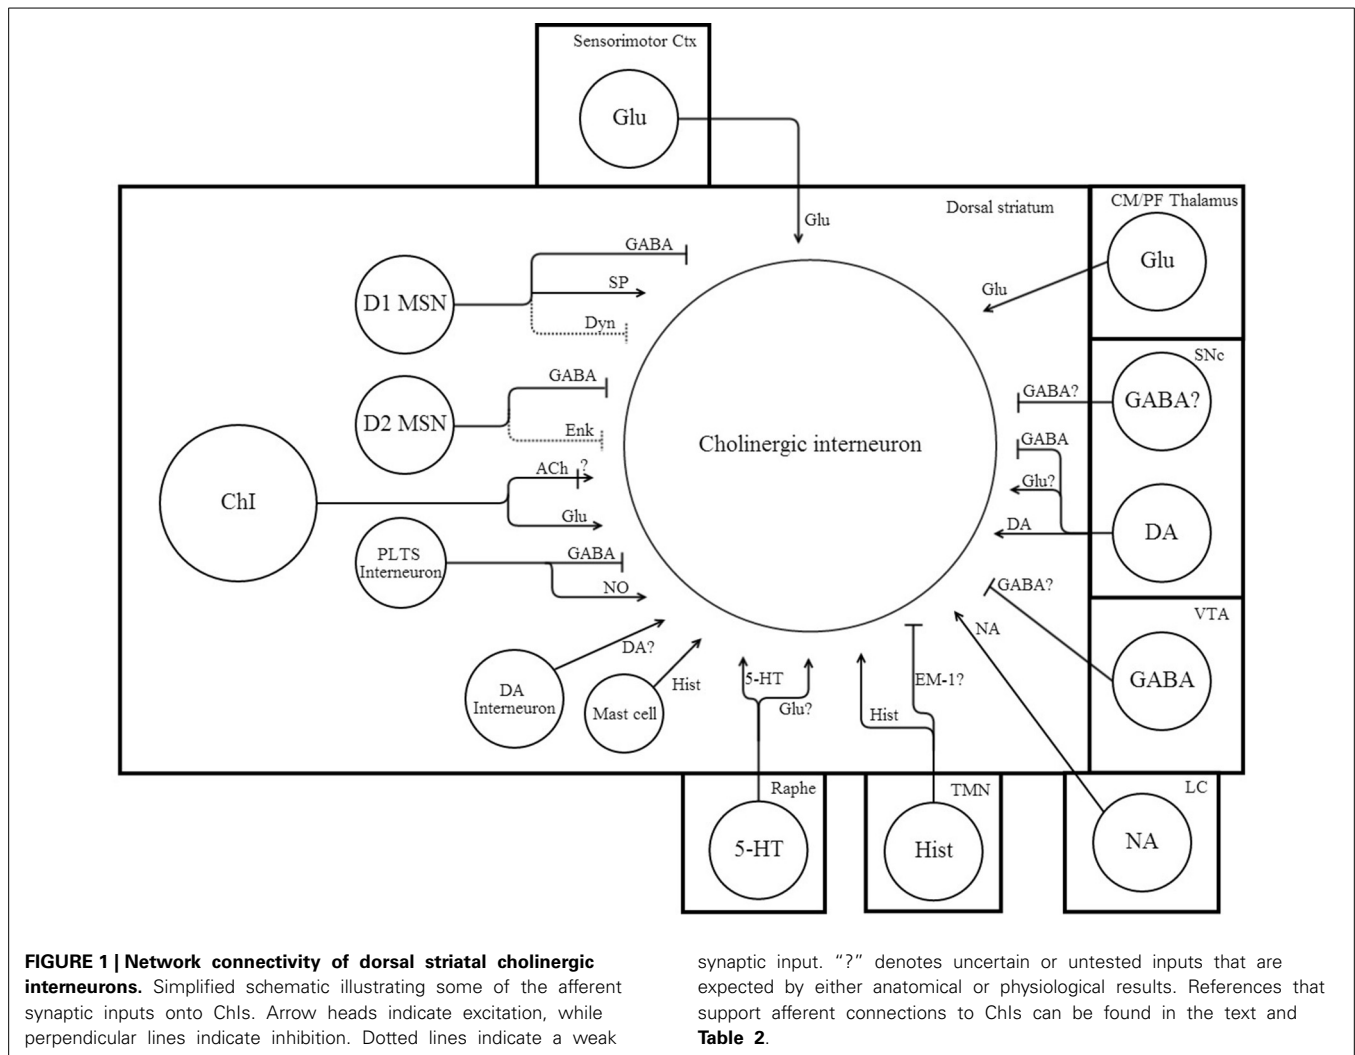 Sensorimotor Ctx
Glu
Glu
Dorsal striatum
CM/PF Thalamus
Glu
Glu
D1 MSN
GABA
SP
Dyn
D2 MSN
GABA
Enk
ChI
ACh
?
Glu
PLTS
Interneuron
GABA
NO
DA
Interneuron
DA?
Mast cell
Hist
Cholinergic interneuron
SNc
GABA?
GABA?
GABA
Glu?
DA
DA
VTA
GABA?
GABA
NA
5-HT
Glu?
Raphe
5-HT
Hist
EM-1?
TMN
Hist
LC
NA
FIGURE 1 | Network connectivity of dorsal striatal cholinergic
interneurons. Simplified schematic illustrating some of the afferent
synaptic inputs onto ChIs. Arrow heads indicate excitation, while
perpendicular lines indicate inhibition. Dotted lines indicate a weak
synaptic input. “?” denotes uncertain or untested inputs that are
expected by either anatomical or physiological results. References that
support afferent connections to ChIs can be found in the text and
Table 2.